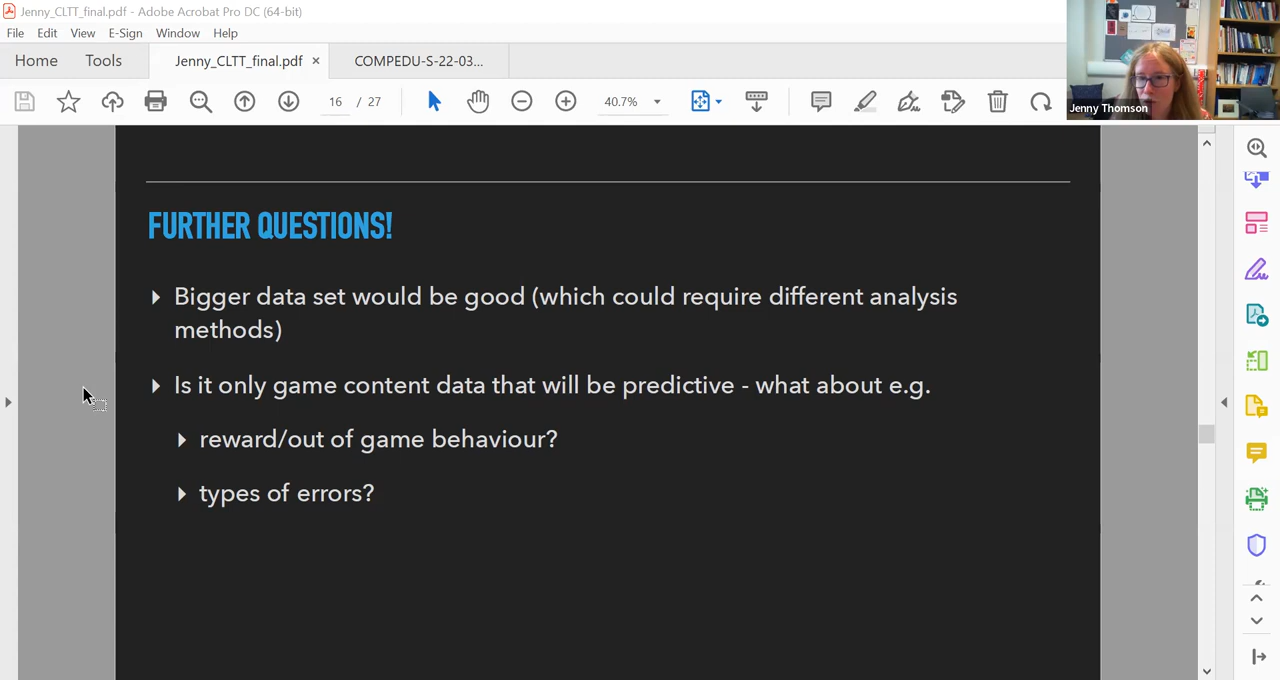 Jenny_CLTT_final.pdf - Adobe Acrobat Pro DC (64-bit)
File Edit View E-Sign Window Help
Home Tools Jenny_CLTT_final.pdf × COMPEDU-S-22-03...
16 / 27 40.7%
Jenny Thomson
FURTHER QUESTIONS!
Bigger data set would be good (which could require different analysis
methods)
Is it only game content data that will be predictive - what about e.g.
reward/out of game behaviour?
types of errors?